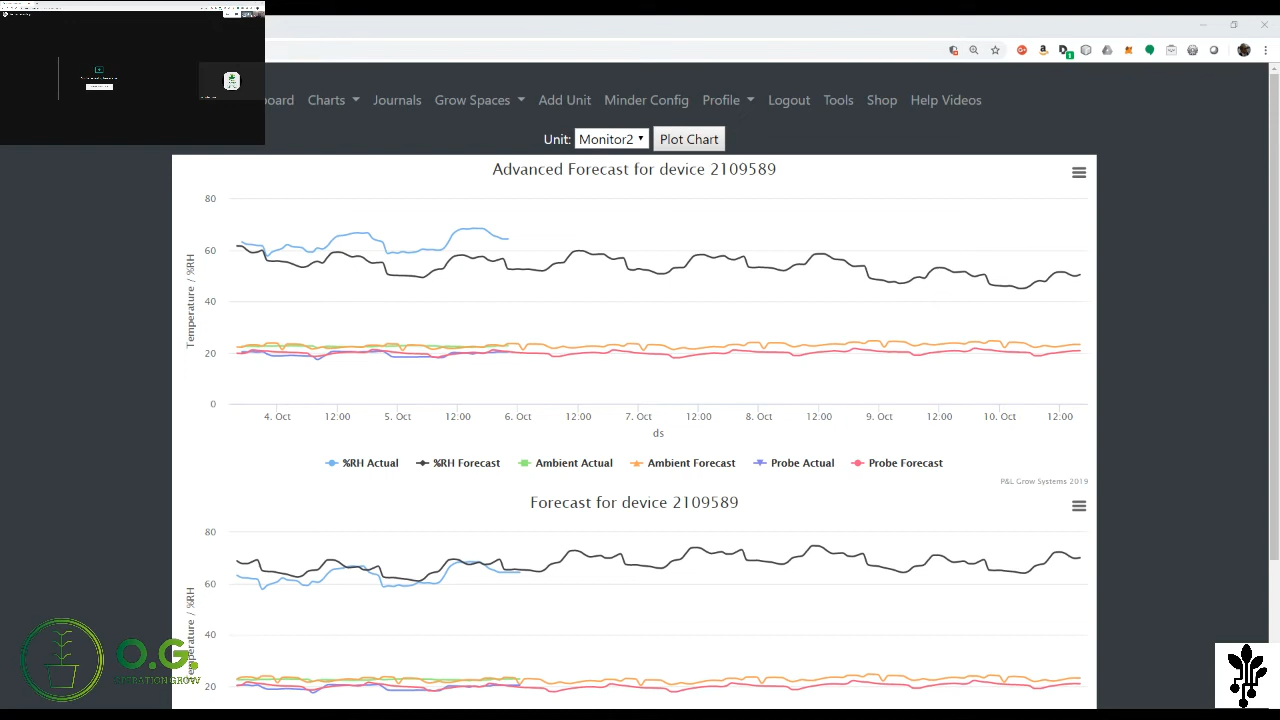 board Charts Journals Grow Spaces Add Unit Minder Config Profile Logout Tools Shop Help Videos
Unit: Monitor2 Plot Chart
Advanced Forecast for device 2109589
80
60
40
20
0
Temperature / %RH
4. Oct 12:00 5. Oct 12:00 6. Oct 12:00 7. Oct 12:00 8. Oct 12:00 9. Oct 12:00 10. Oct 12:00
ds
%RH Actual %RH Forecast Ambient Actual Ambient Forecast Probe Actual Probe Forecast
P&L Grow Systems 2019
Forecast for device 2109589
80
60
40
20
Temperature / %RH
O.G.
1